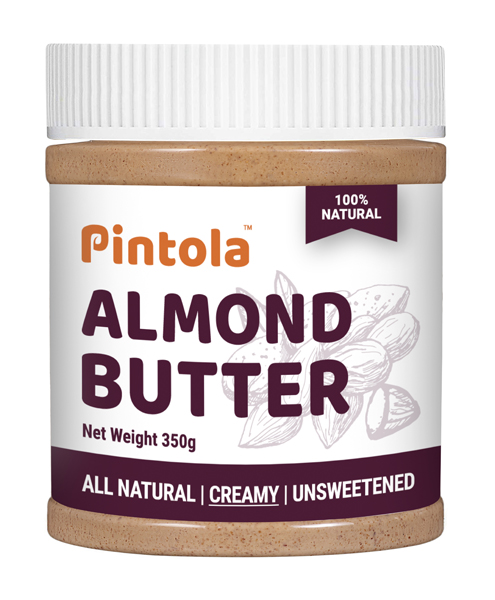 100%
NATURAL
Pintola™
ALMOND
BUTTER
Net Weight 350g
ALL NATURAL | CREAMY | UNSWEETENED